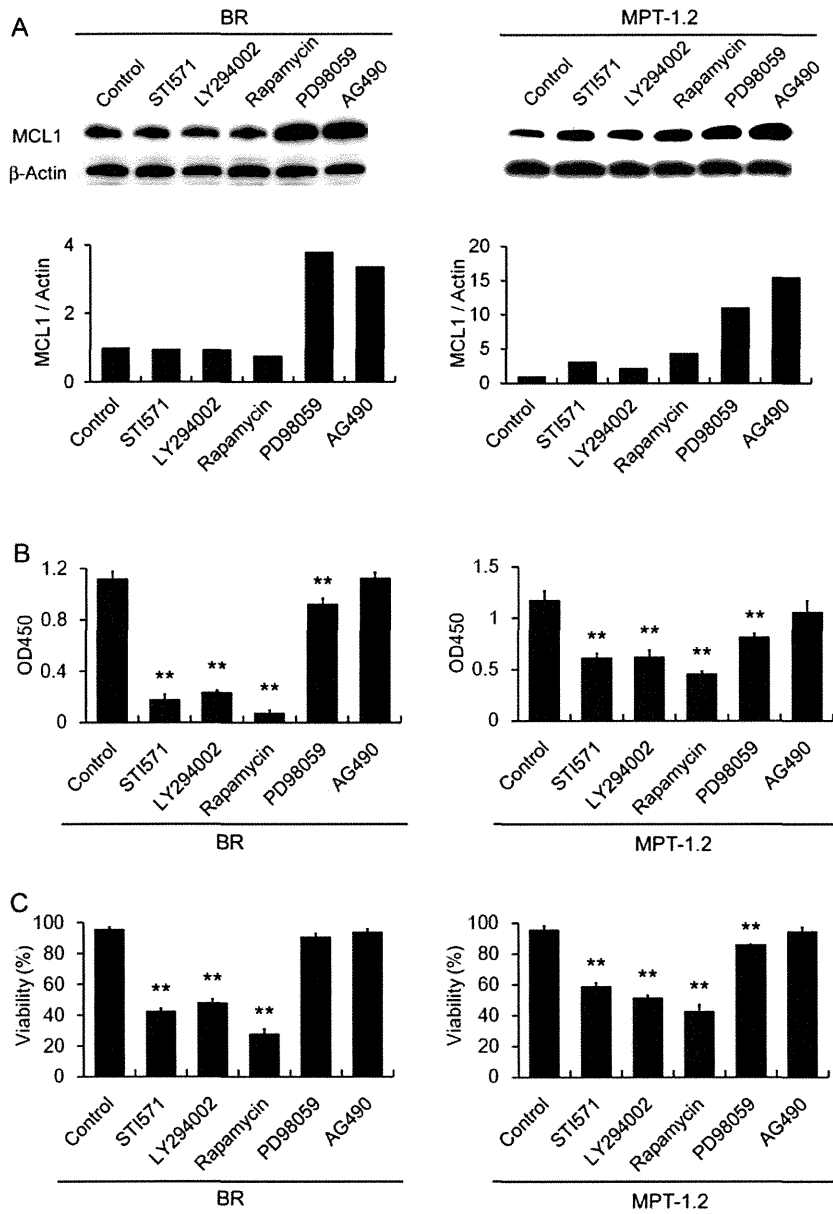 A
BR
Control
STI571
LY294002
Rapamycin
PD98059
AG490
MCL1
β-Actin
MPT-1.2
Control
STI571
LY294002
Rapamycin
PD98059
AG490
MCL1 / Actin
4
2
0
Control
STI571
LY294002
Rapamycin
PD98059
AG490
MCL1 / Actin
20
15
10
5
0
Control
STI571
LY294002
Rapamycin
PD98059
AG490
B
OD450
1.2
0.8
0.4
0
**
**
**
**
Control
STI571
LY294002
Rapamycin
PD98059
AG490
BR
OD450
1.5
1
0.5
0
**
**
**
**
Control
STI571
LY294002
Rapamycin
PD98059
AG490
MPT-1.2
C
Viability (%)
100
80
60
40
20
0
**
**
**
Control
STI571
LY294002
Rapamycin
PD98059
AG490
BR
Viability (%)
100
80
60
40
20
0
**
**
**
**
Control
STI571
LY294002
Rapamycin
PD98059
AG490
MPT-1.2